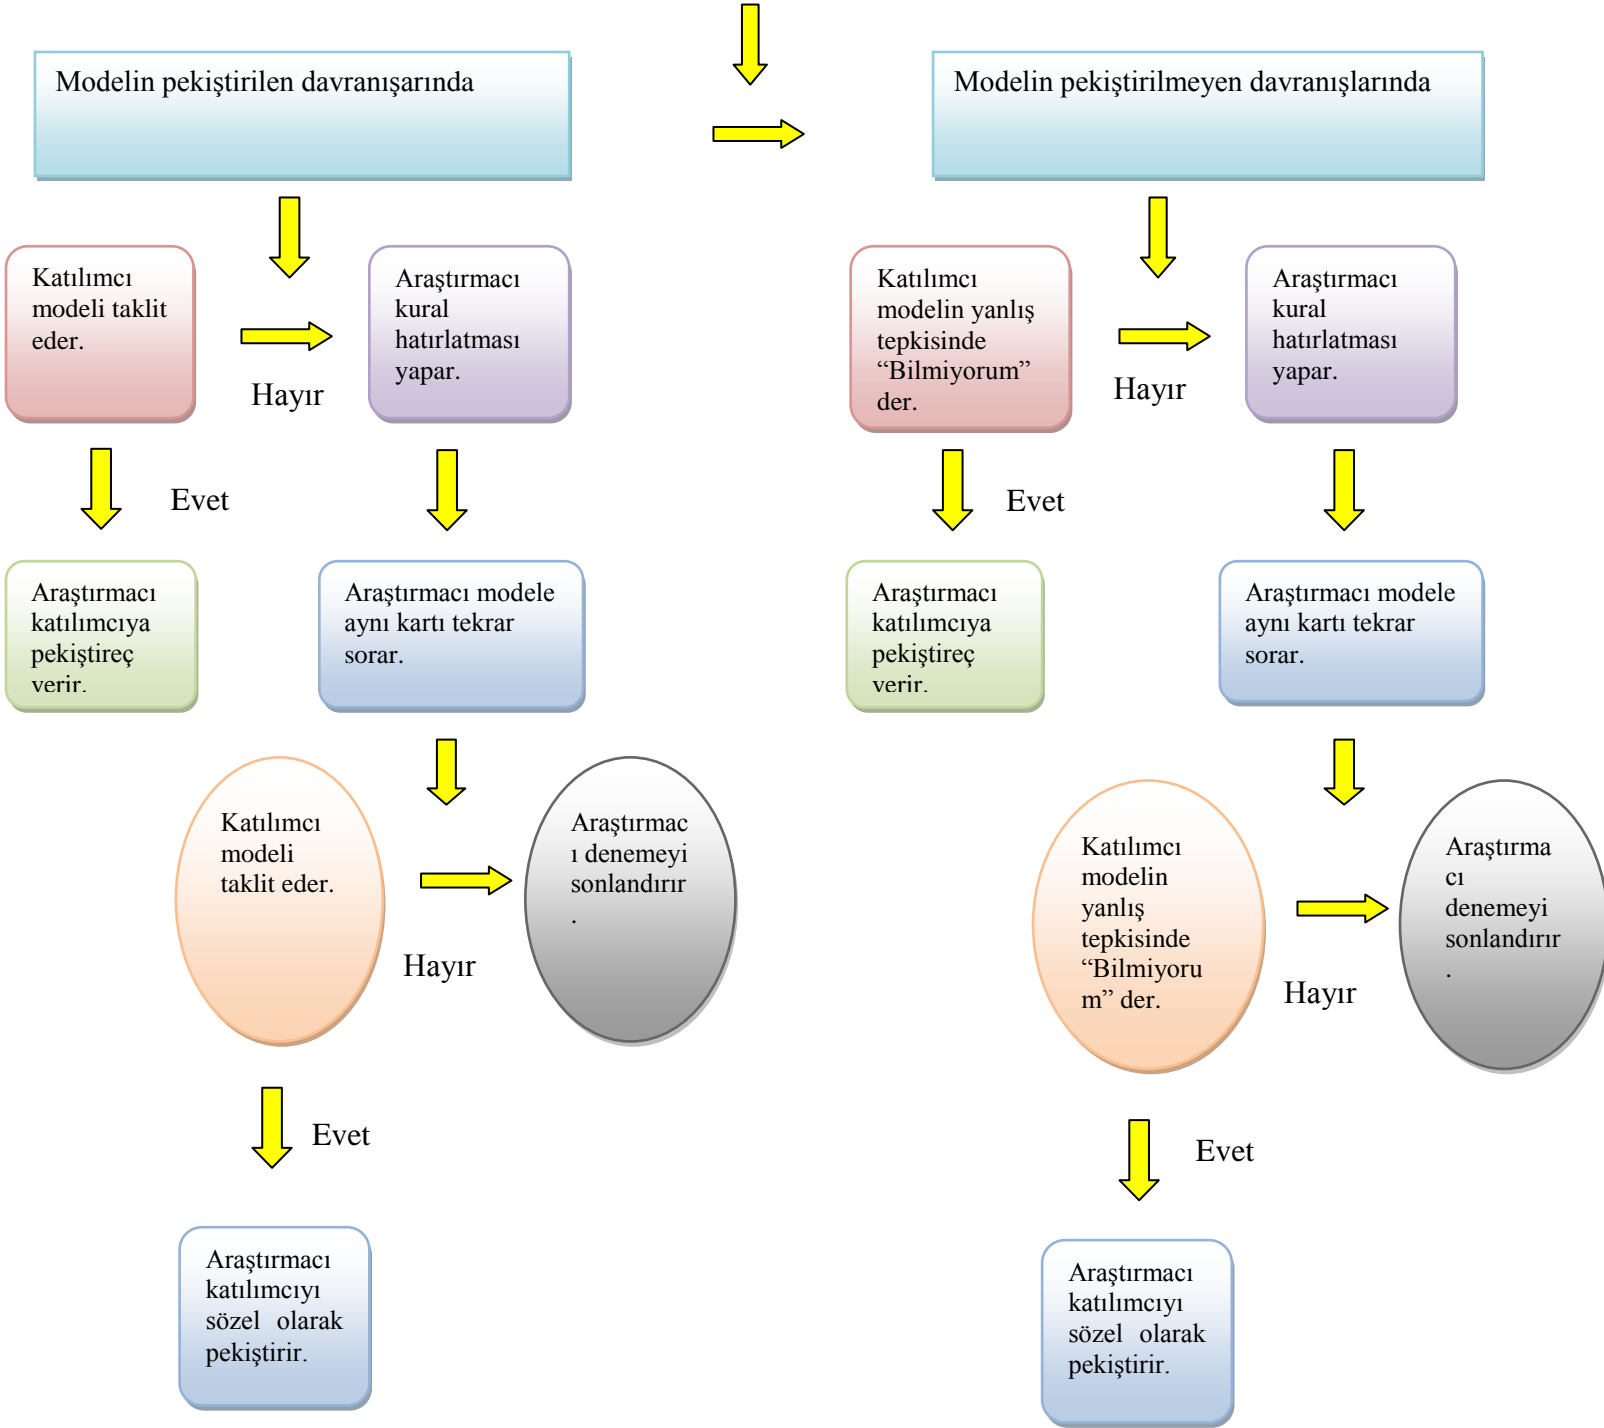 Modelin pekiştirilen davranışarında
Katılımcı
modeli taklit
eder.
Hayır
Araştırmacı
kural
hatırlatması
yapar.
Evet
Araştırmacı
katılımcıya
pekiştireç
verir.
Araştırmacı modele
aynı kartı tekrar
sorar.
Katılımcı
modeli
taklit eder.
Hayır
Araştırmac
ı denemeyi
sonlandırır
.
Evet
Araştırmacı
katılımcıyı
sözel olarak
pekiştirir.
Modelin pekiştirilmeyen davranışlarında
Katılımcı
modelin yanlış
tepkisinde
“Bilmiyorum”
der.
Hayır
Araştırmacı
kural
hatırlatması
yapar.
Evet
Araştırmacı
katılımcıya
pekiştireç
verir.
Araştırmacı modele
aynı kartı tekrar
sorar.
Katılımcı
modelin
yanlış
tepkisinde
“Bilmiyoru
m” der.
Hayır
Araştırma
cı
denemeyi
sonlandırır
.
Evet
Araştırmacı
katılımcıyı
sözel olarak
pekiştirir.